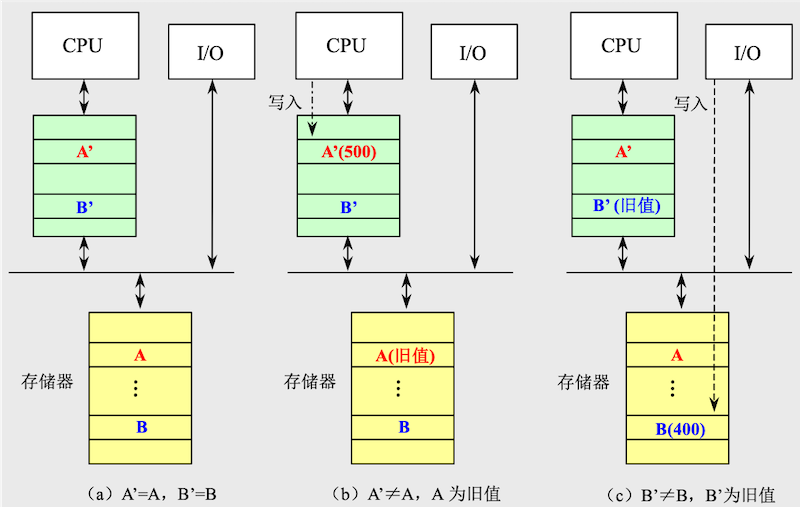 CPU
I/O
A’
B’
存储器
A
⋮
B
（a）A’=A，B’=B
CPU
I/O
写入
A’(500)
B’
存储器
A(旧值)
⋮
B
（b）A’≠A，A 为旧值
CPU
I/O
写入
A’
B’ (旧值)
存储器
A
⋮
B(400)
（c）B’≠B，B’为旧值